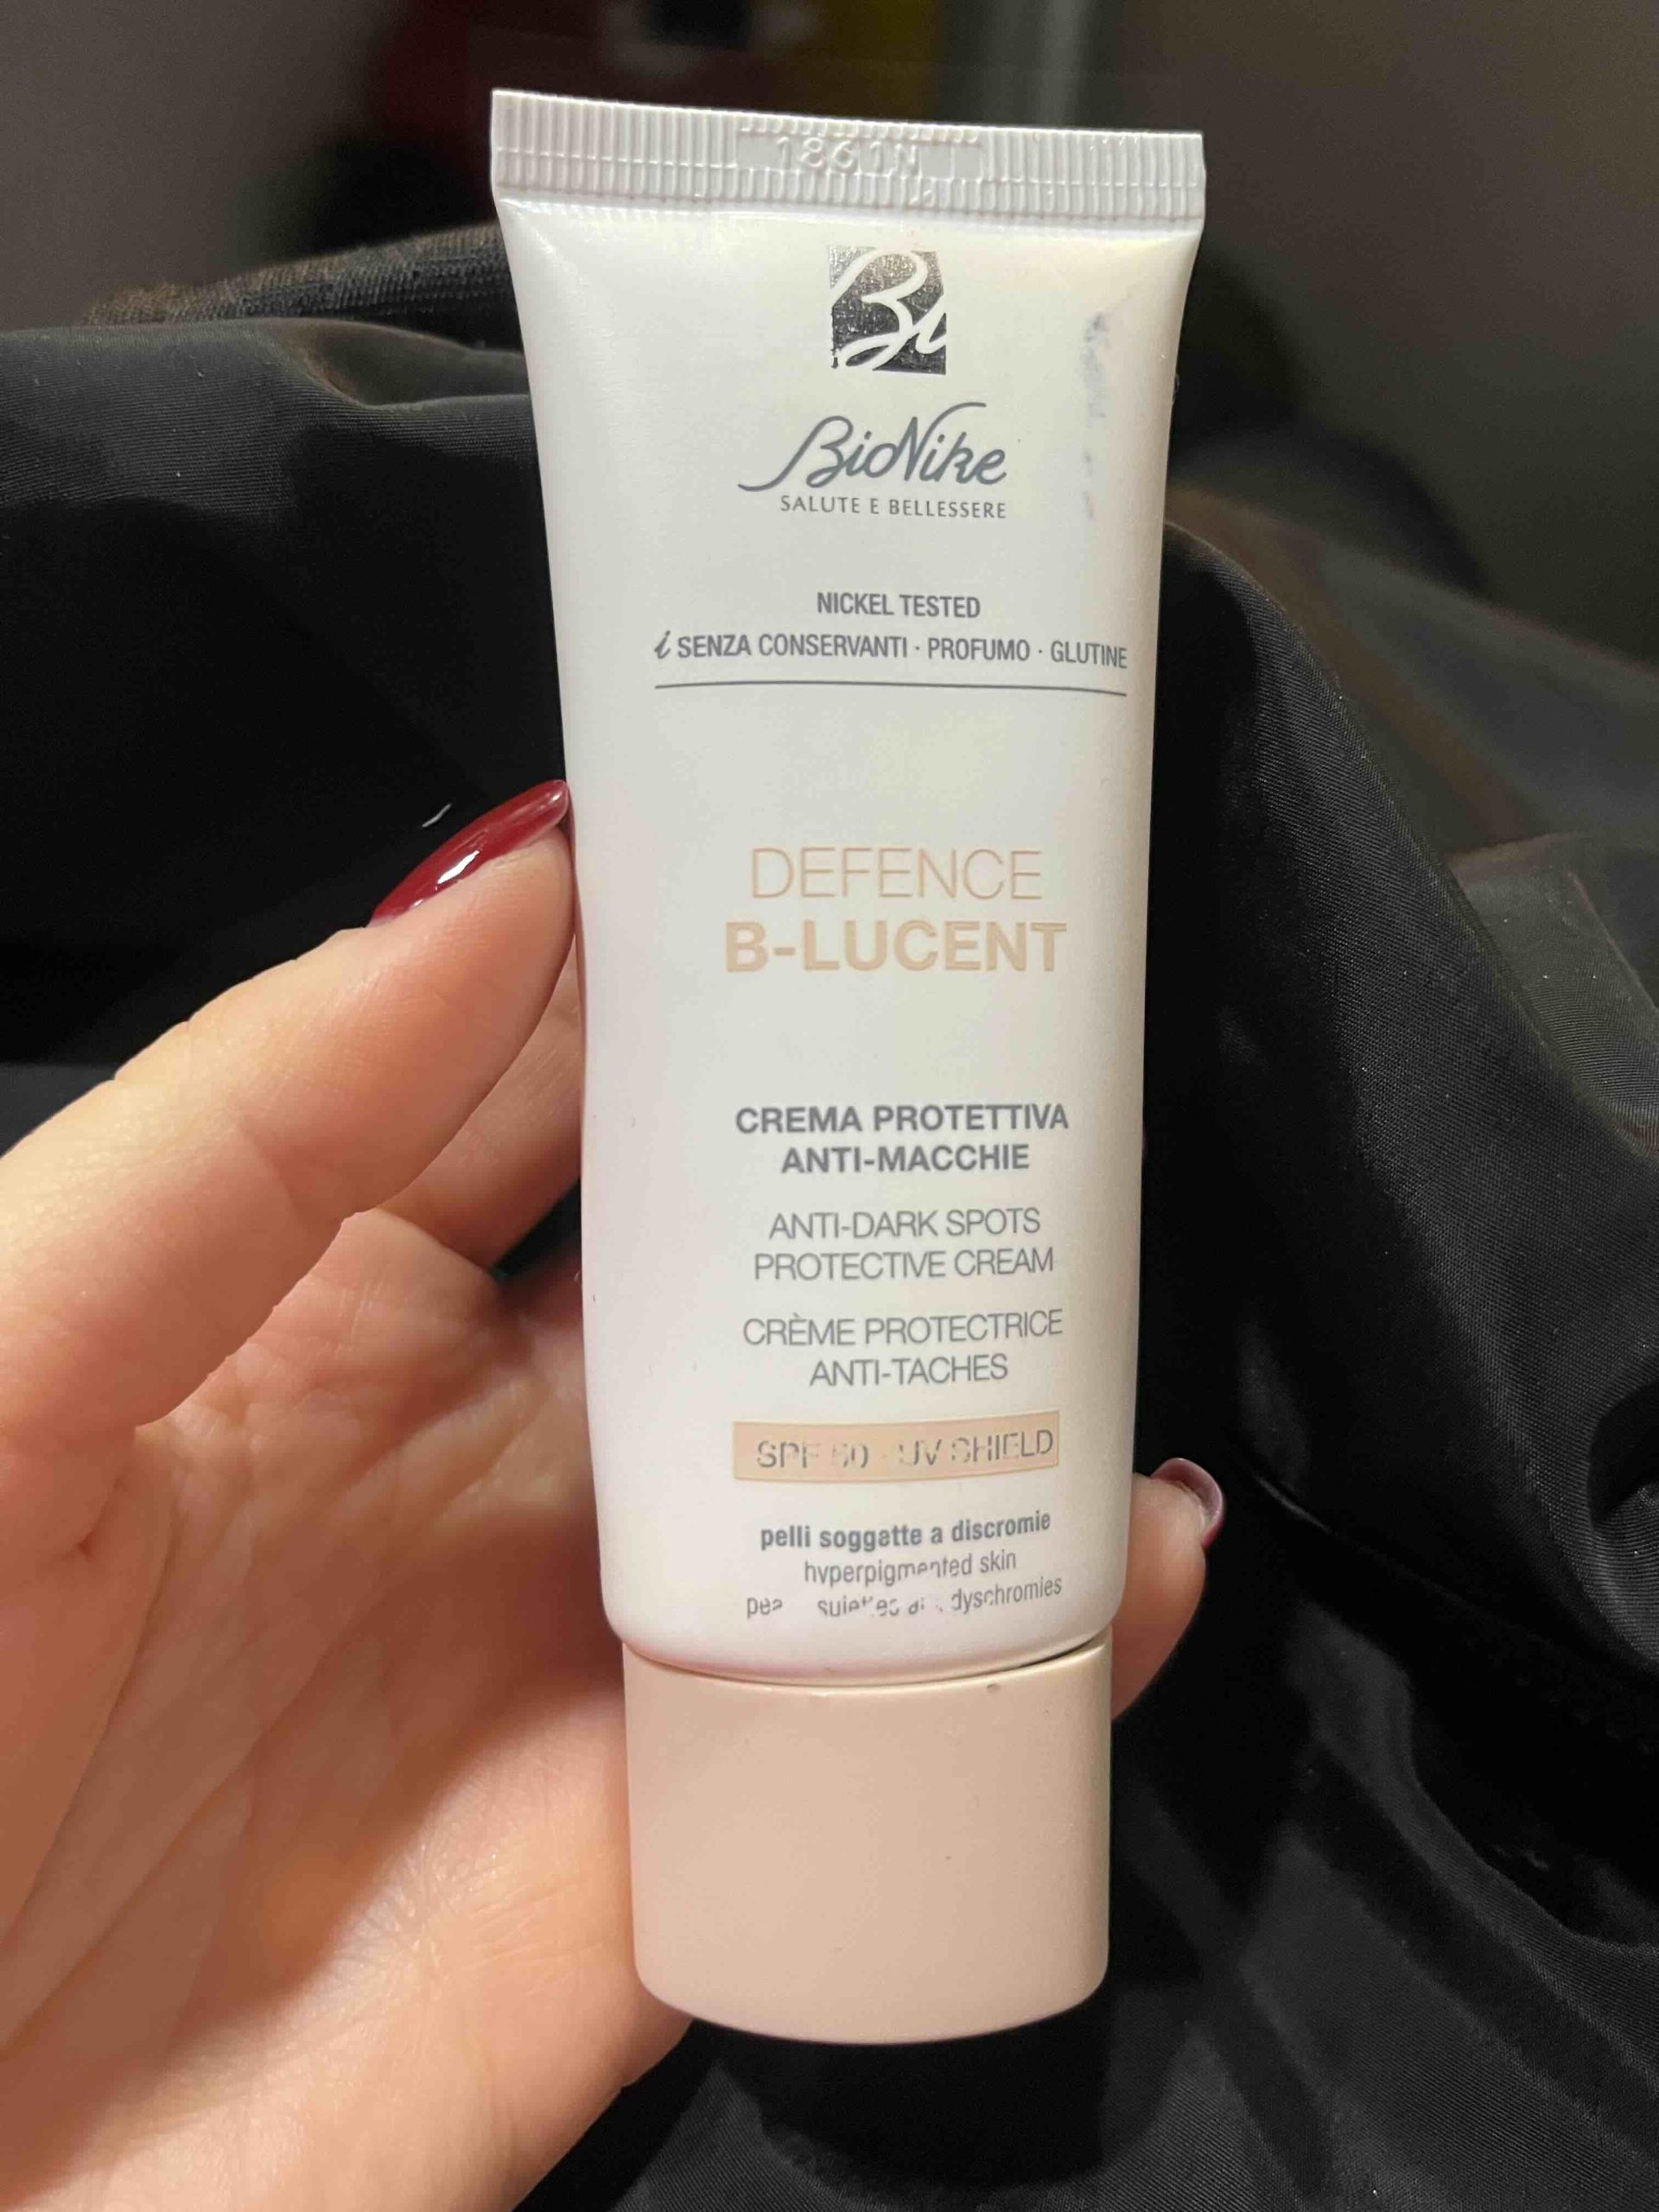 1861N
Bi
BioNike
SALUTE E BELLESSERE
NICKEL TESTED
i SENZA CONSERVANTI · PROFUMO · GLUTINE
DEFENCE
B-LUCENT
CREMA PROTETTIVA
ANTI-MACCHIE
ANTI-DARK SPOTS
PROTECTIVE CREAM
CRÈME PROTECTRICE
ANTI-TACHES
SPF 50 · UV SHIELD
pelli soggette a discromie
hyperpigmented skin
dyschromies